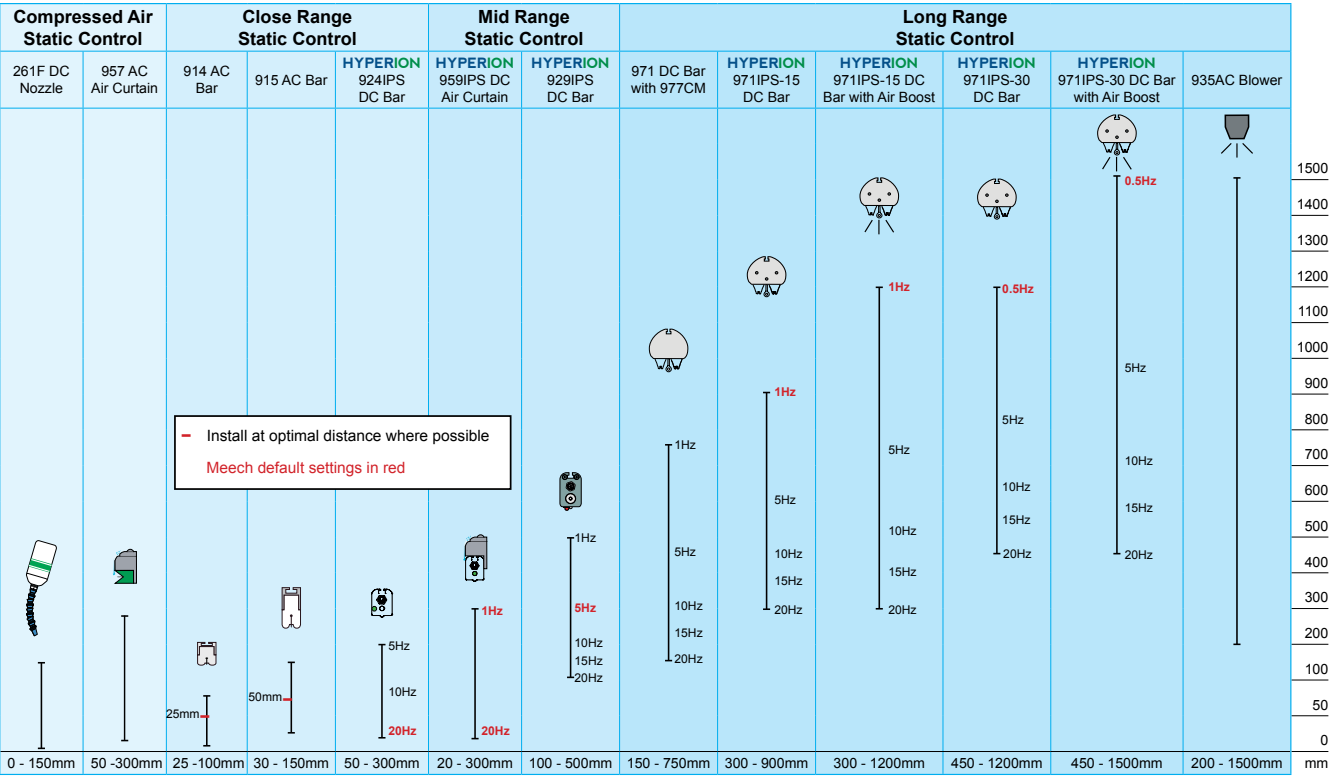 Compressed Air
Static Control
Close Range
Static Control
Mid Range
Static Control
Long Range
Static Control
261F DC
Nozzle
957 AC
Air Curtain
914 AC
Bar
915 AC Bar
HYPERION
924IPS
DC Bar
HYPERION
959IPS DC
Air Curtain
HYPERION
929IPS
DC Bar
971 DC Bar
with 977CM
HYPERION
971IPS-15
DC Bar
HYPERION
971IPS-15 DC
Bar with Air Boost
HYPERION
971IPS-30
DC Bar
HYPERION
971IPS-30 DC Bar
with Air Boost
935AC Blower
Install at optimal distance where possible
Meech default settings in red
25mm
50mm
5Hz
10Hz
20Hz
1Hz
20Hz
1Hz
5Hz
10Hz
15Hz
20Hz
1Hz
5Hz
10Hz
15Hz
20Hz
1Hz
5Hz
10Hz
15Hz
20Hz
1Hz
5Hz
10Hz
15Hz
20Hz
0.5Hz
5Hz
10Hz
15Hz
20Hz
0.5Hz
5Hz
10Hz
15Hz
20Hz
1500
1400
1300
1200
1100
1000
900
800
700
600
500
400
300
200
100
50
0
0 - 150mm
50 -300mm
25 -100mm
30 - 150mm
50 - 300mm
20 - 300mm
100 - 500mm
150 - 750mm
300 - 900mm
300 - 1200mm
450 - 1200mm
450 - 1500mm
200 - 1500mm
mm